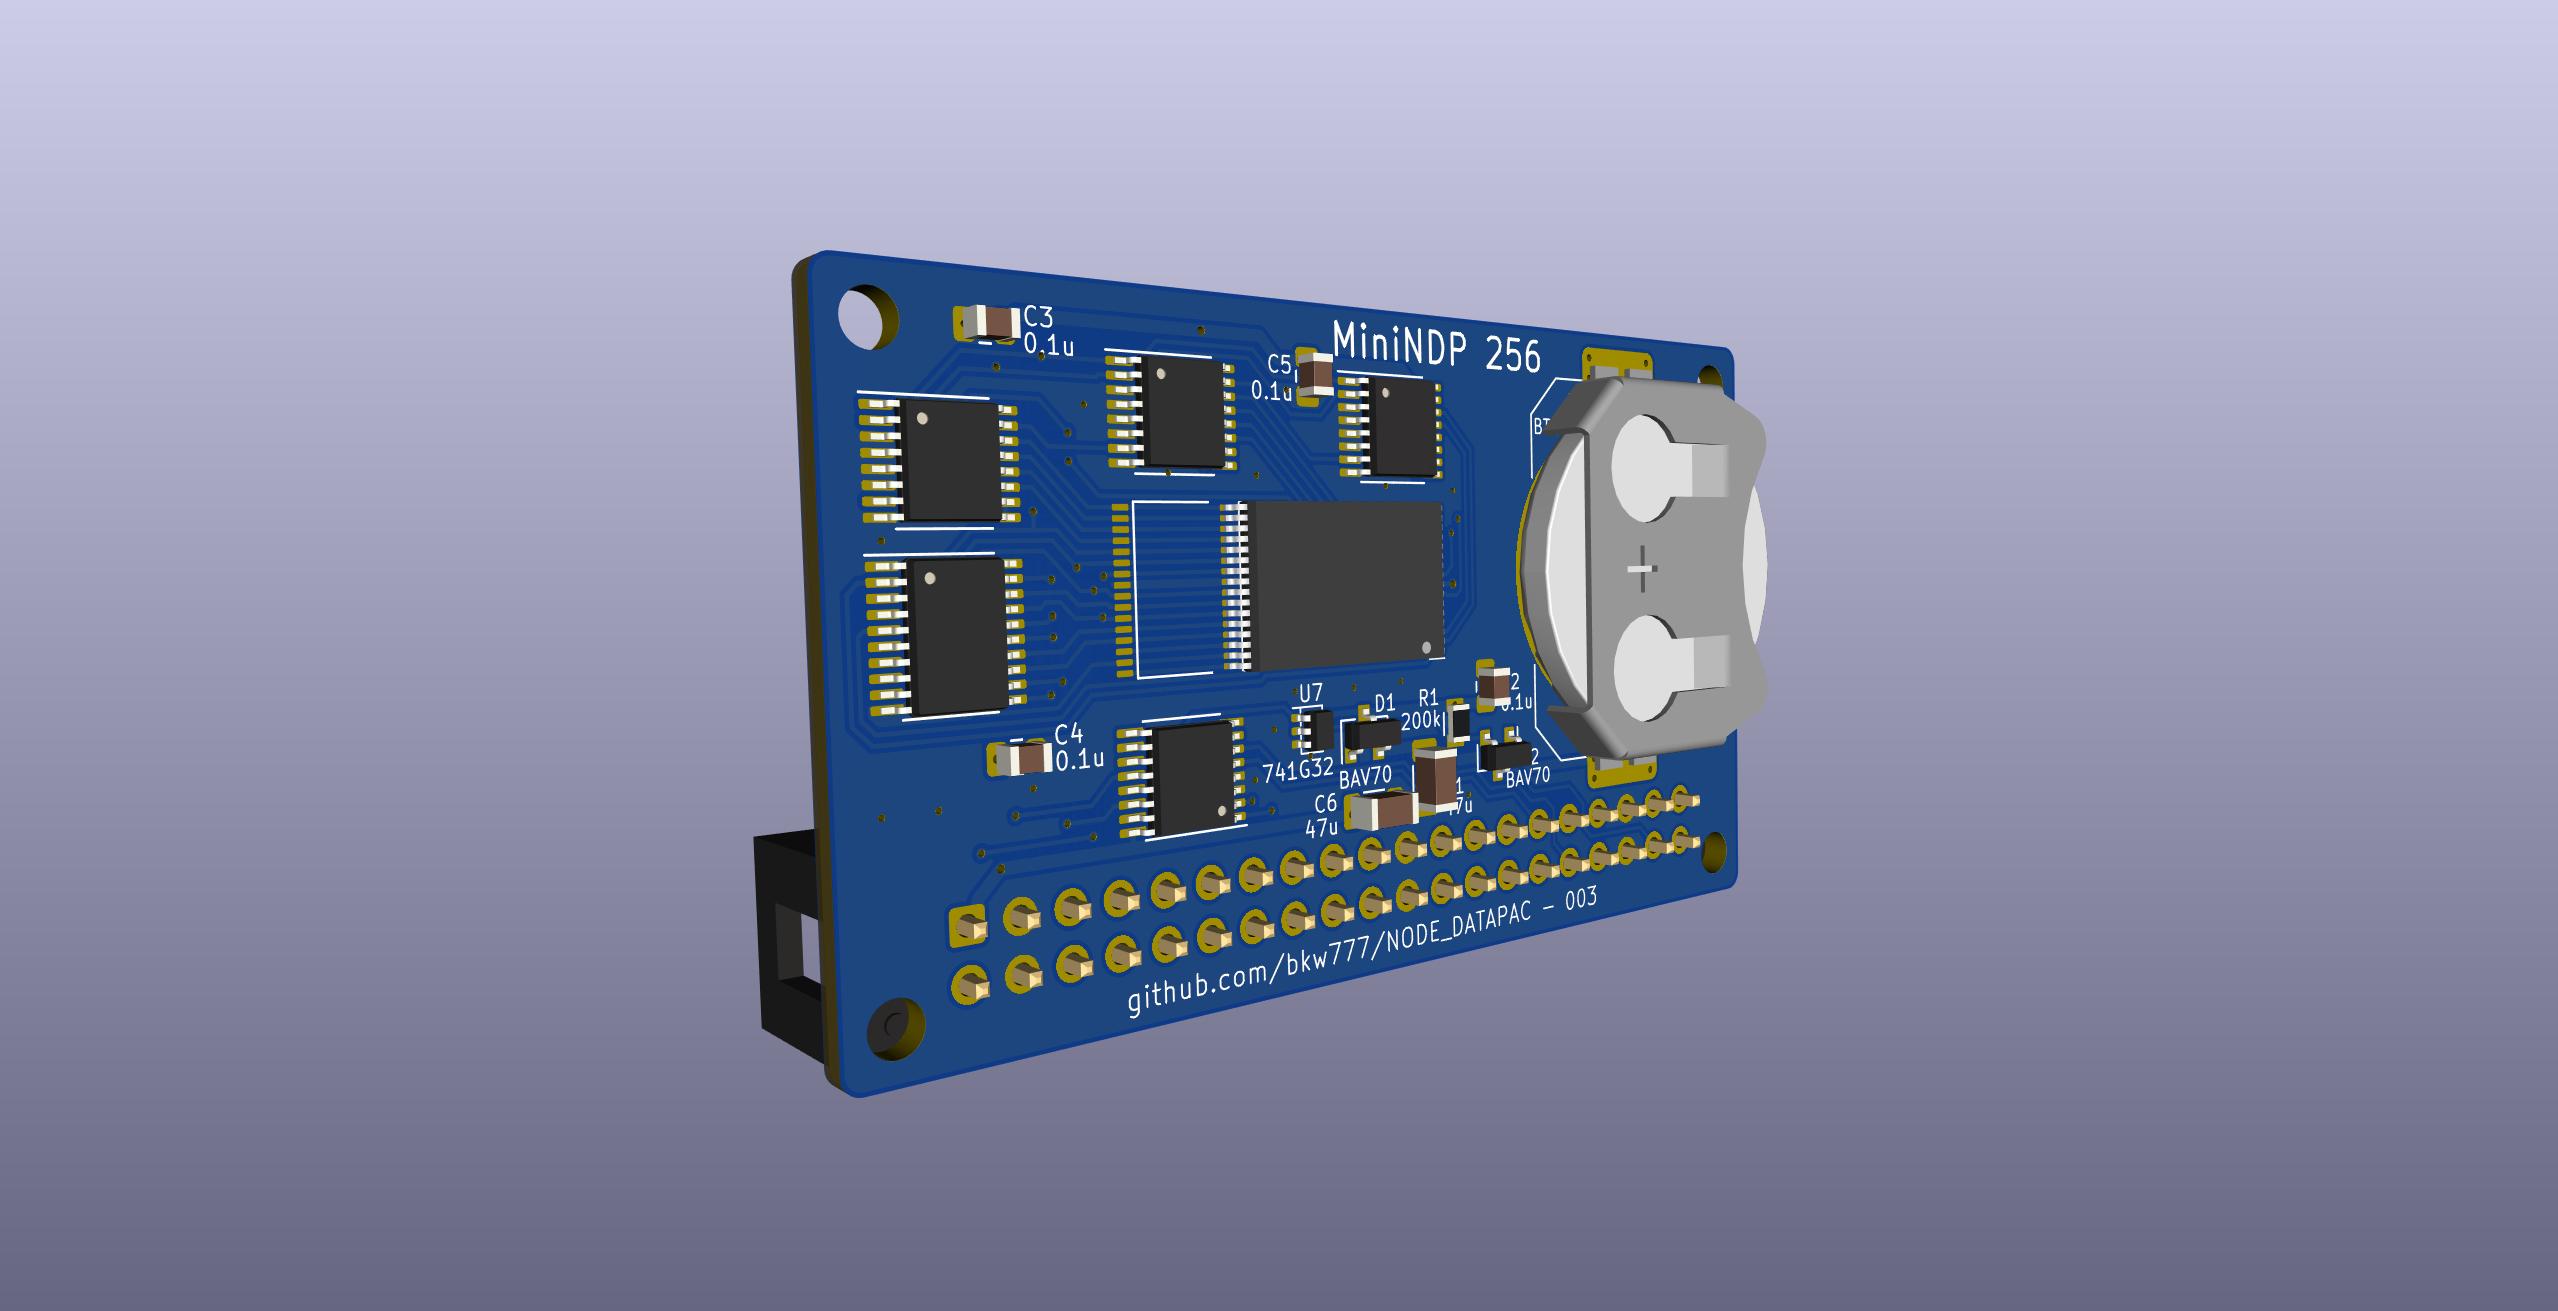 C3
0.1u
MiniNDP 256
C5
0.1u
U7
741G32
D1
BAV70
R1
200k
0.1u
BAV70
C4
0.1u
C6
47u
github.com/bkw777/NODE_DATAPAC - 003